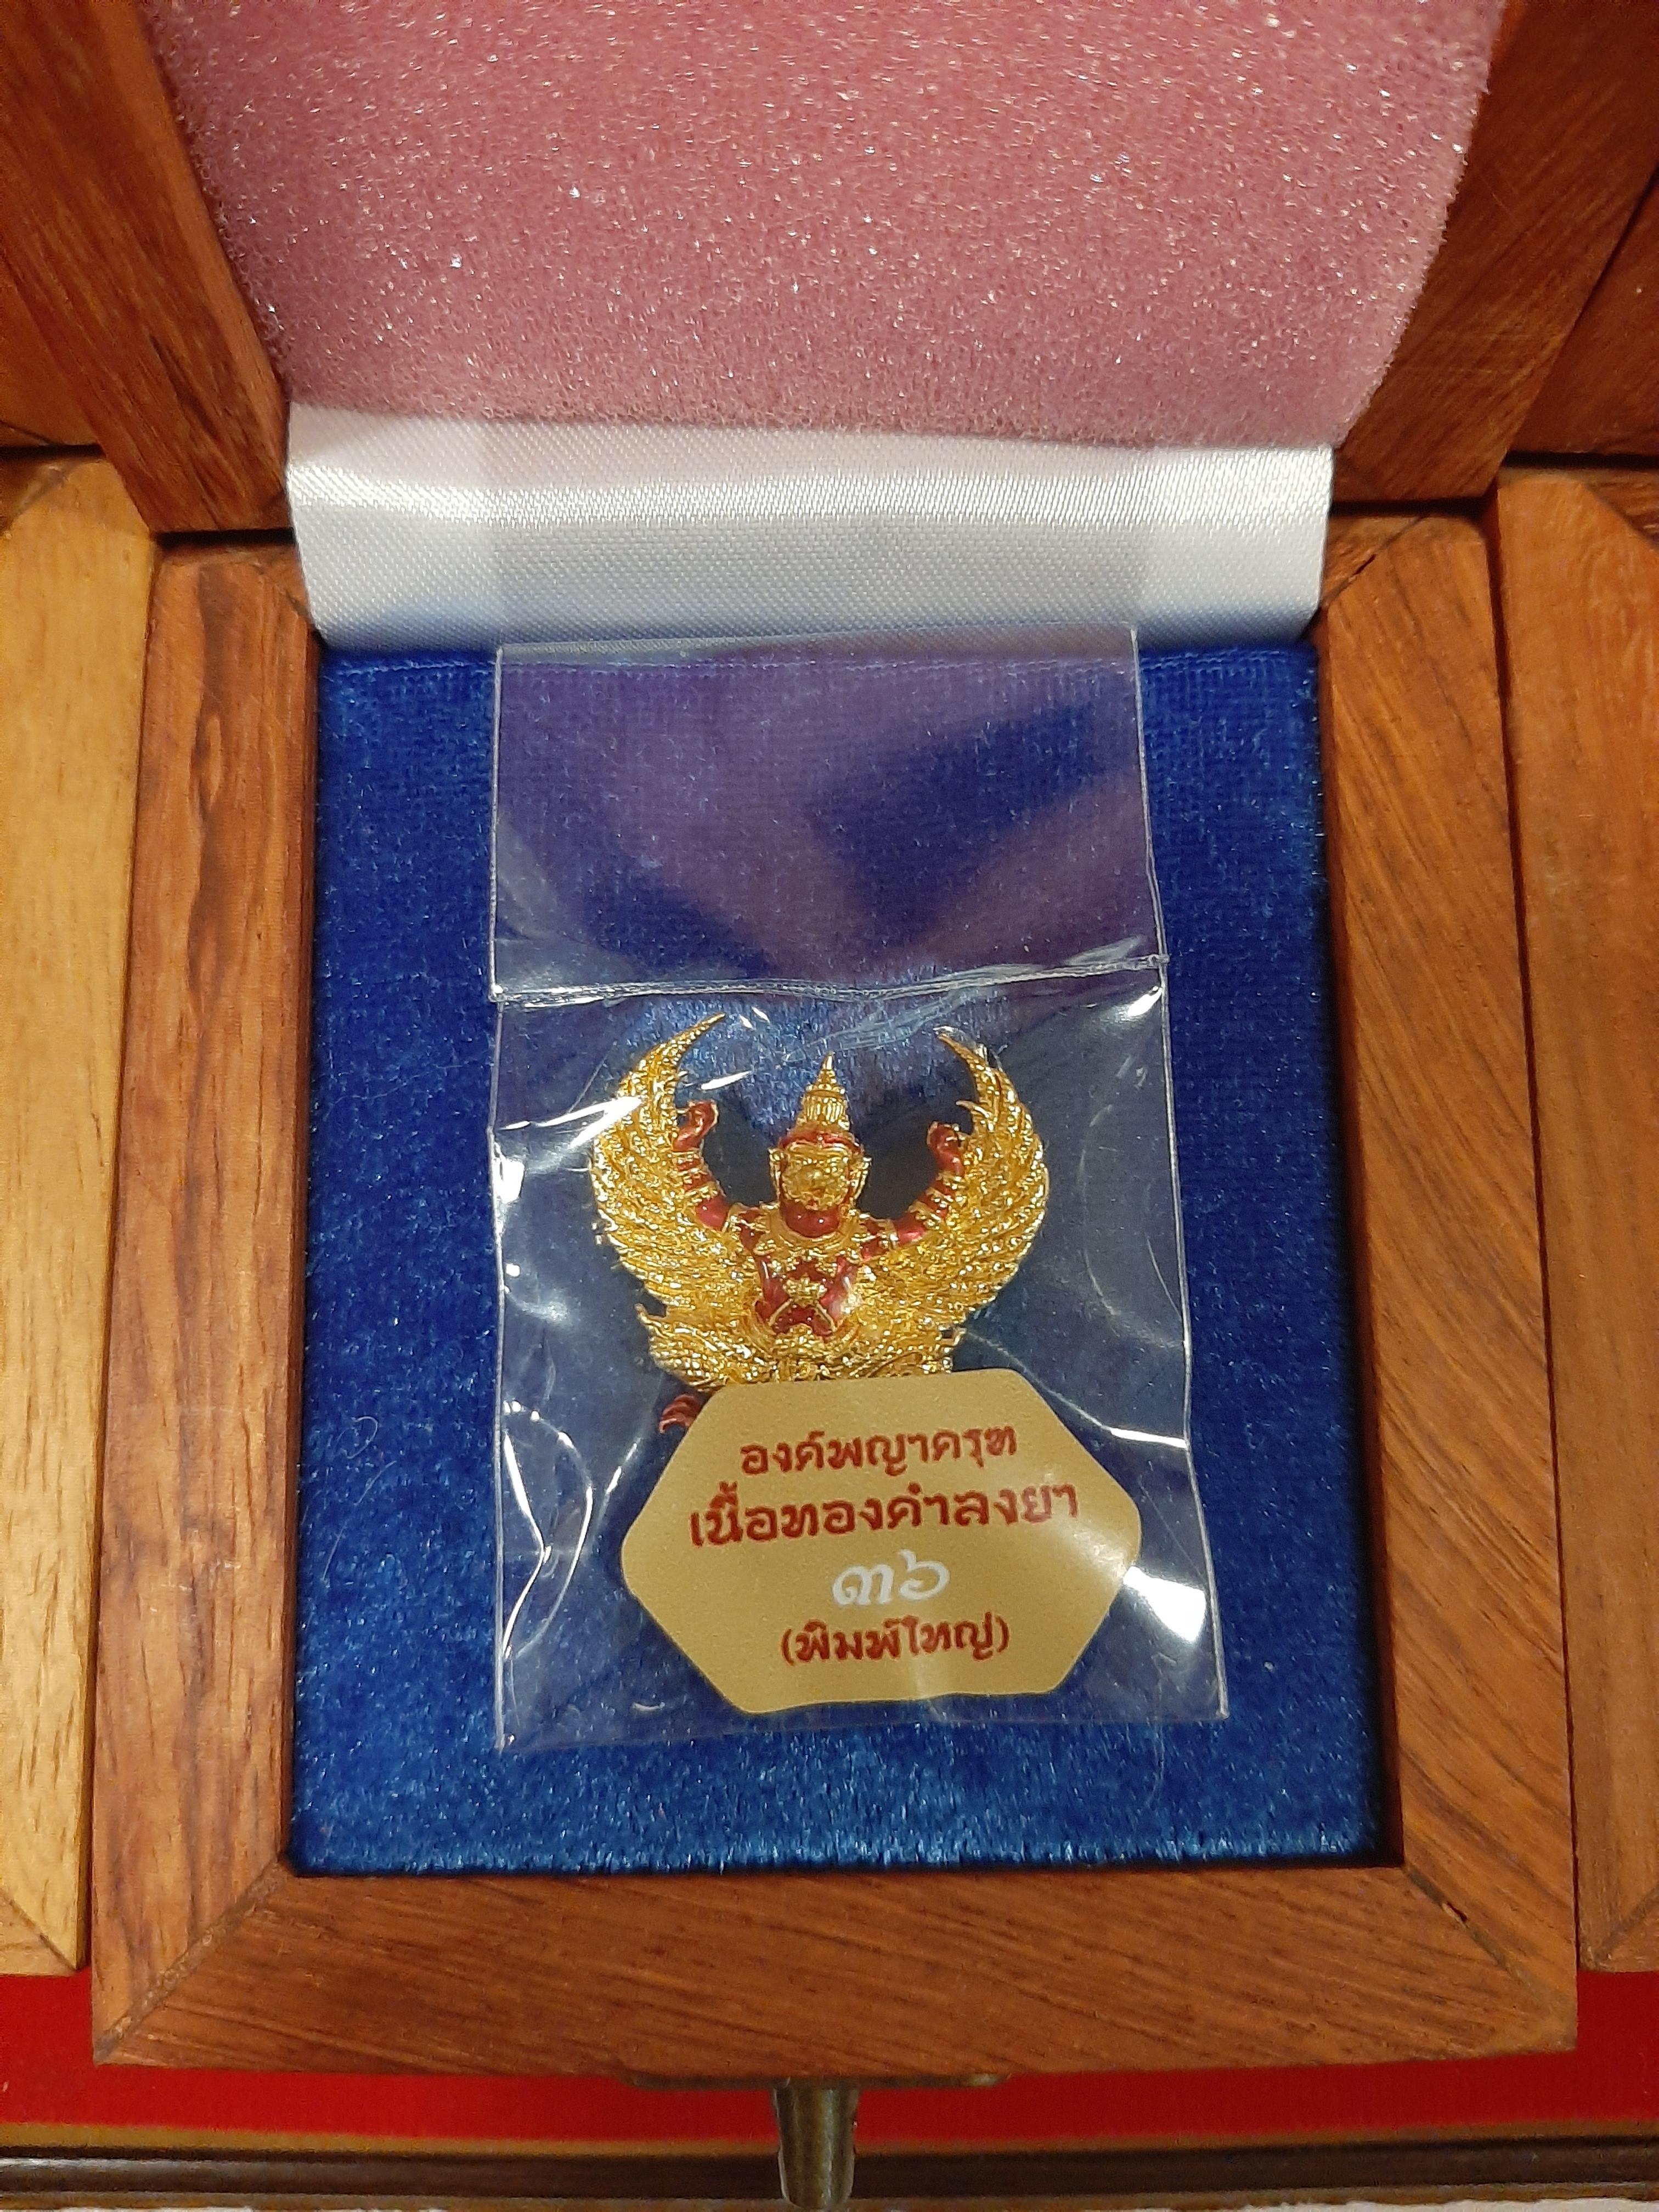 องค์พญาครุฑ
เนื้อทองคำลงยา
๓๖
(พิมพ์ใหญ่)